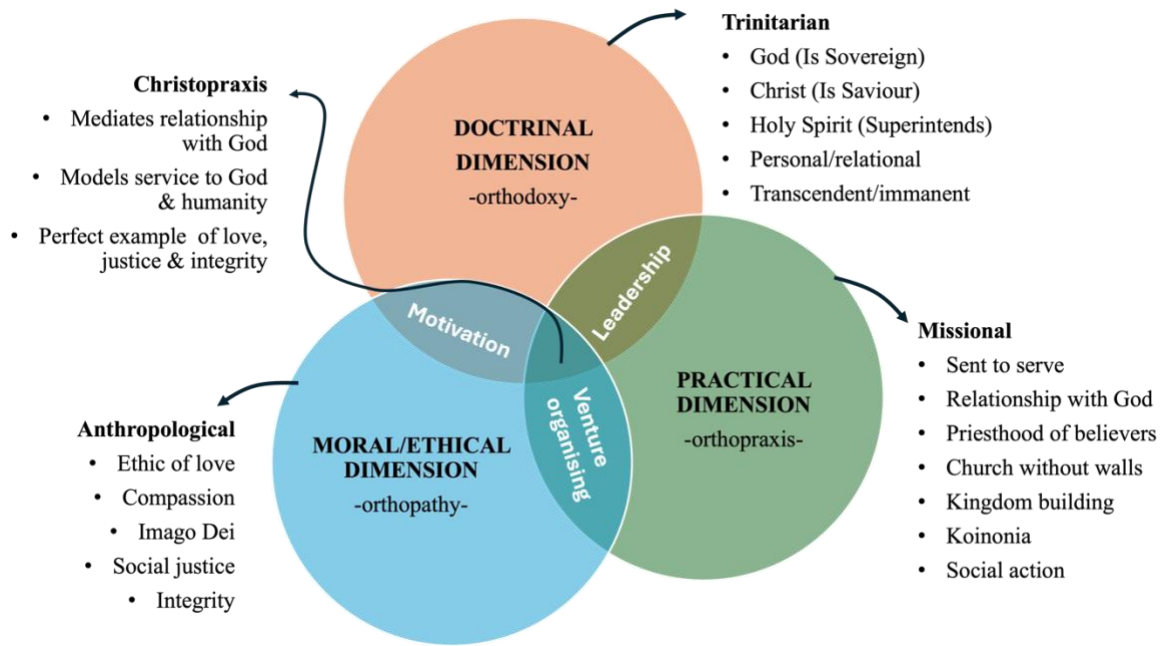 Christopraxis
• Mediates relationship
with God
• Models service to God
& humanity
• Perfect example of love,
justice & integrity
DOCTRINAL
DIMENSION
-orthodoxy-
Trinitarian
• God (Is Sovereign)
• Christ (Is Saviour)
• Holy Spirit (Superintends)
• Personal/relational
• Transcendent/immanent
Motivation
Leadership
Venture
organising
Anthropological
• Ethic of love
• Compassion
• Imago Dei
• Social justice
• Integrity
MORAL/ETHICAL
DIMENSION
-orthopathy-
PRACTICAL
DIMENSION
-orthopraxis-
Missional
• Sent to serve
• Relationship with God
• Priesthood of believers
• Church without walls
• Kingdom building
• Koinonia
• Social action